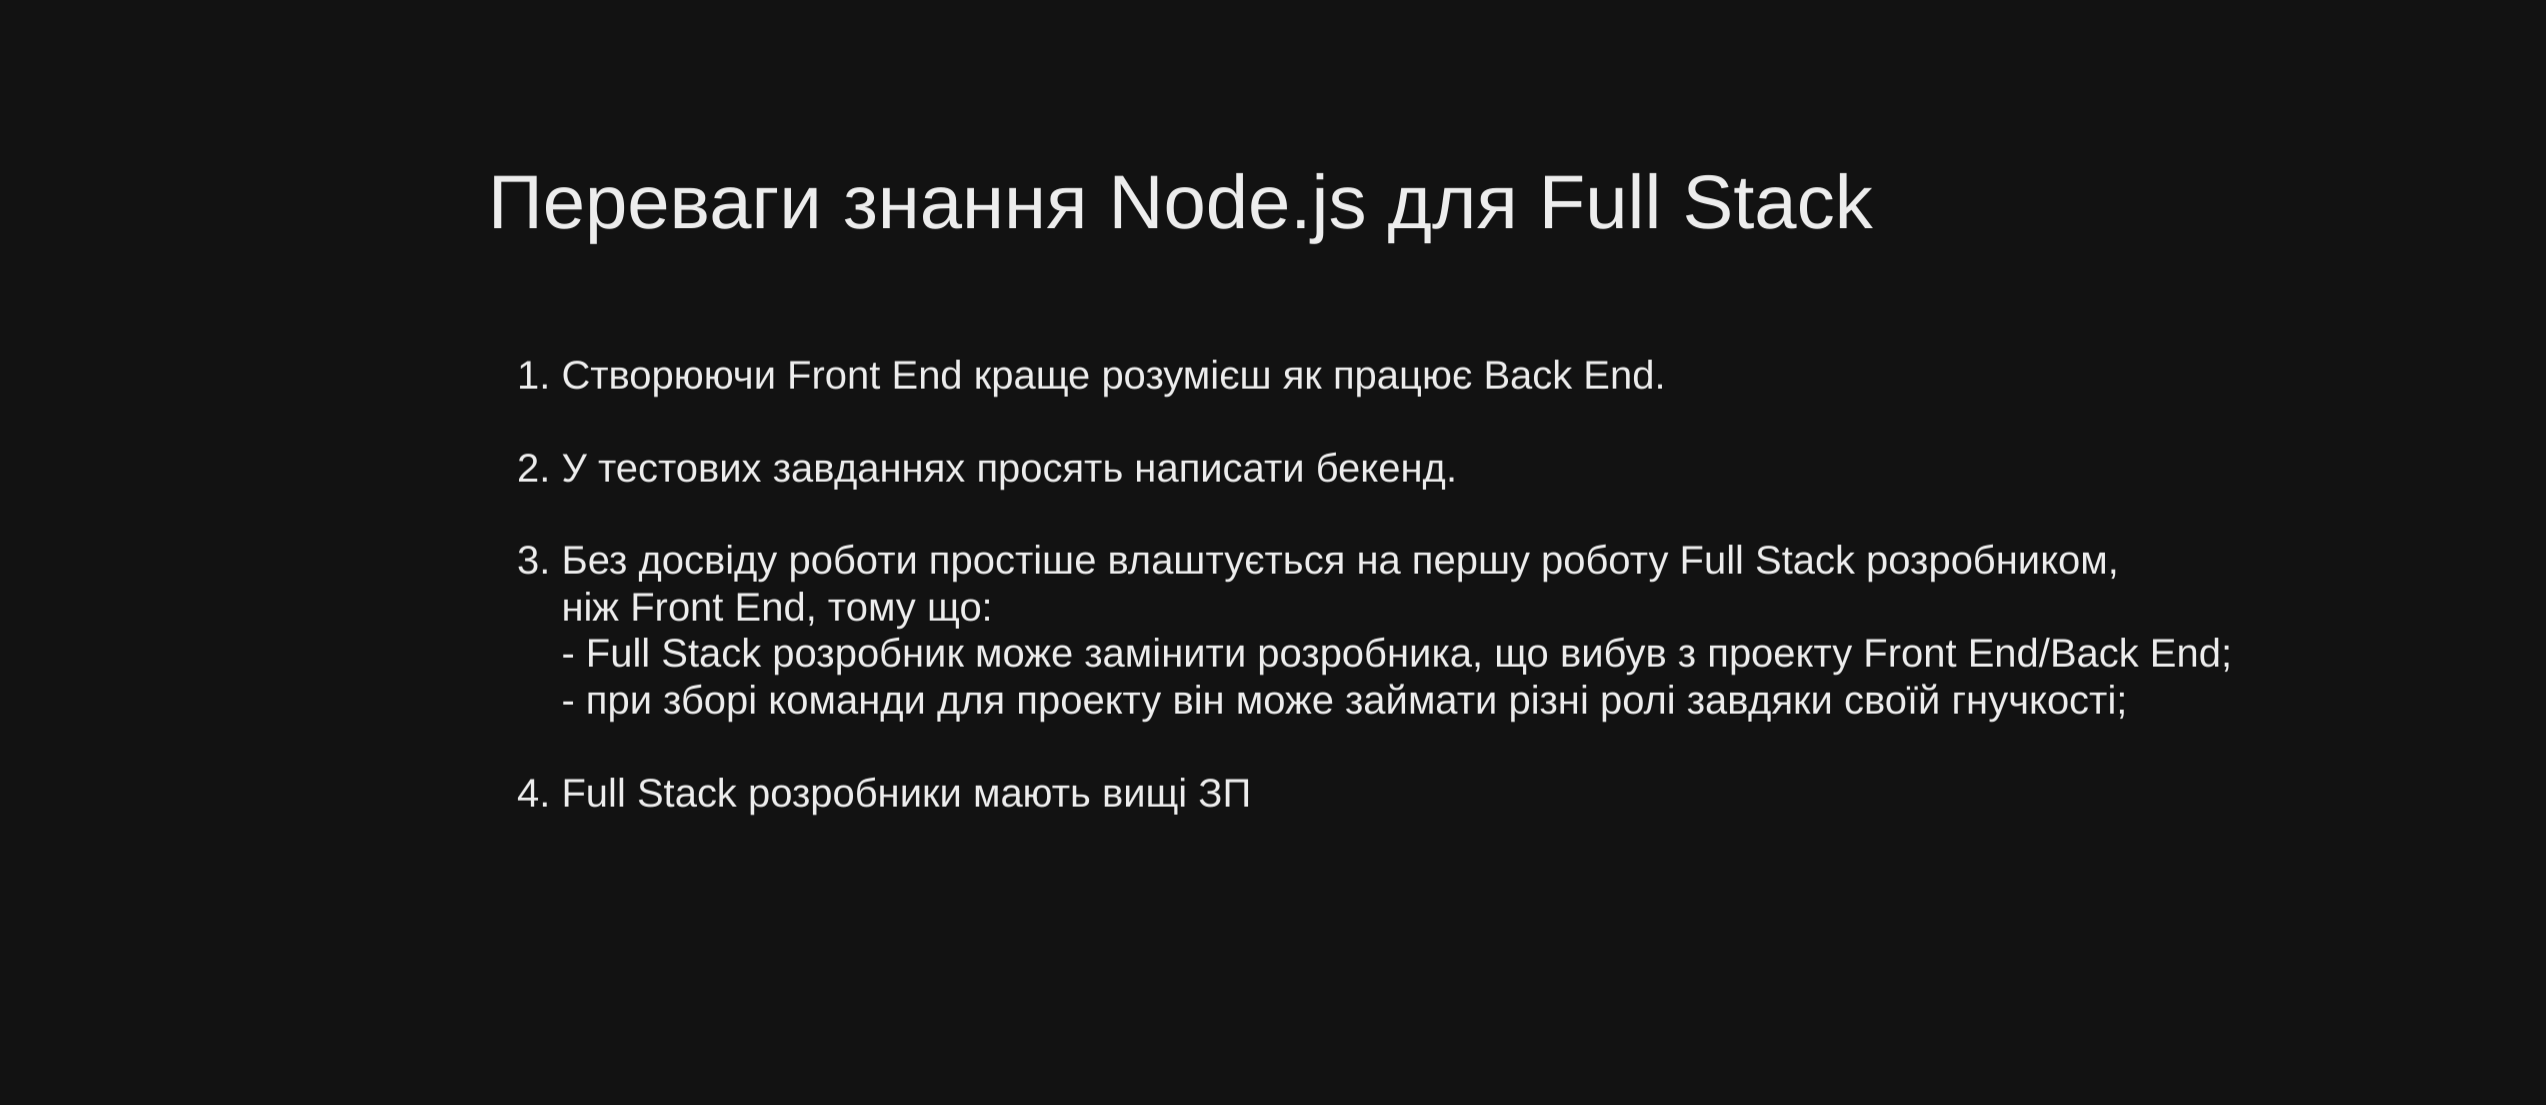 Переваги знання Node.js для Full Stack
1. Створюючи Front End краще розумієш як працює Back End.
2. У тестових завданнях просять написати бекенд.
3. Без досвіду роботи простіше влаштується на першу роботу Full Stack розробником,
ніж Front End, тому що:
- Full Stack розробник може замінити розробника, що вибув з проекту Front End/Back End;
- при зборі команди для проекту він може займати різні ролі завдяки своїй гнучкості;
4. Full Stack розробники мають вищі ЗП